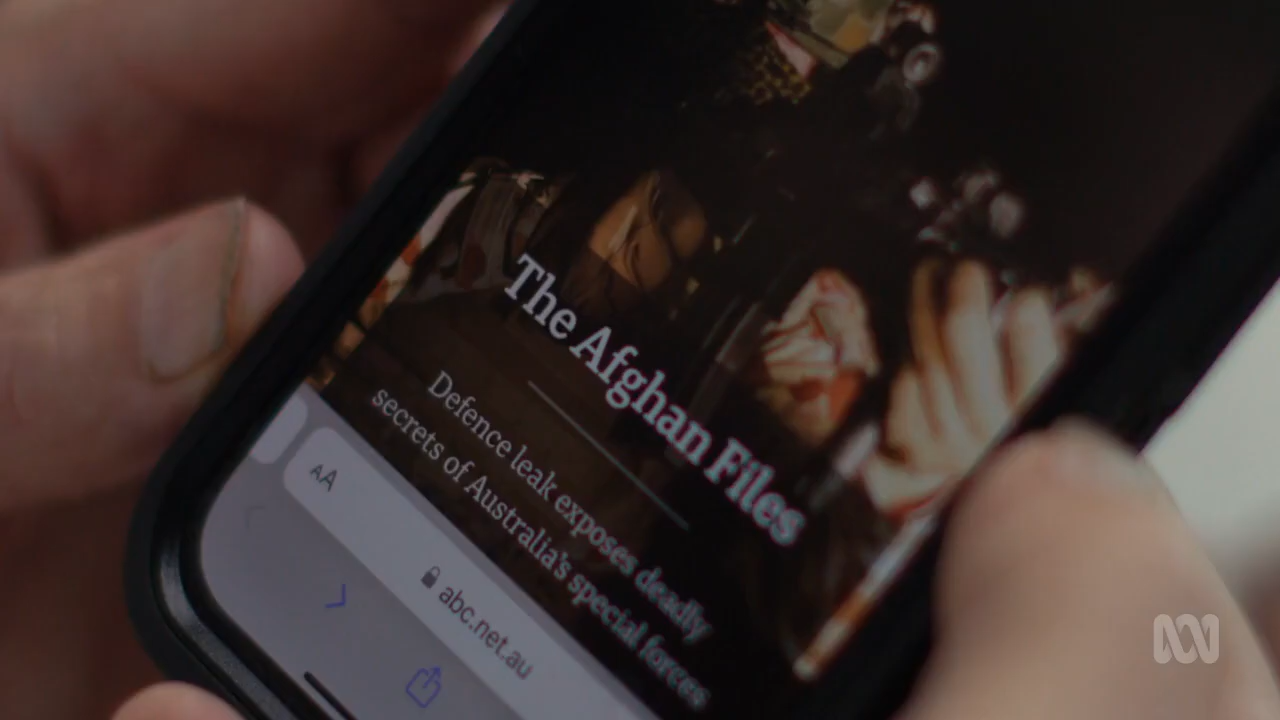 The Afghan Files
Defence leak exposes deadly
secrets of Australia's special forces
AA
abc.net.au